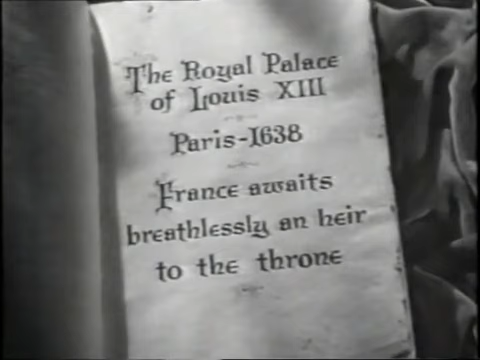 The Royal Palace
of Louis XIII
Paris-1638
France awaits
breathlessly an heir
to the throne